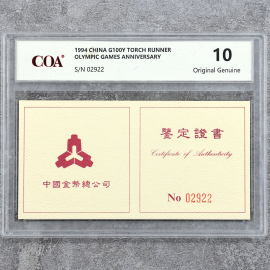 COA
1994 CHINA G100Y TORCH RUNNER
OLYMPIC GAMES ANNIVERSARY
S/N 02922
10
Original Genuine
中國金幣總公司
鑒定證書
Certificate of Authenticity
No 02922